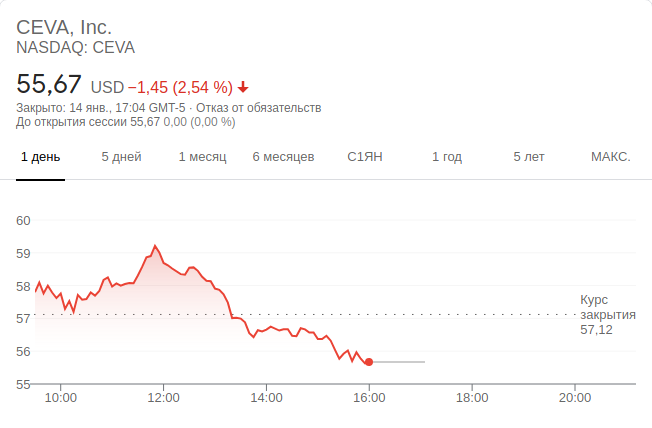 CEVA, Inc.
NASDAQ: CEVA
55,67 USD −1,45 (2,54 %)
Закрыто: 14 янв., 17:04 GMT-5 · Отказ от обязательств
До открытия сессии 55,67 0,00 (0,00 %)
1 день 5 дней 1 месяц 6 месяцев С1ЯН 1 год 5 лет МАКС.
60
59
58
57
56
55
Курс
закрытия
57,12
10:00 12:00 14:00 16:00 18:00 20:00